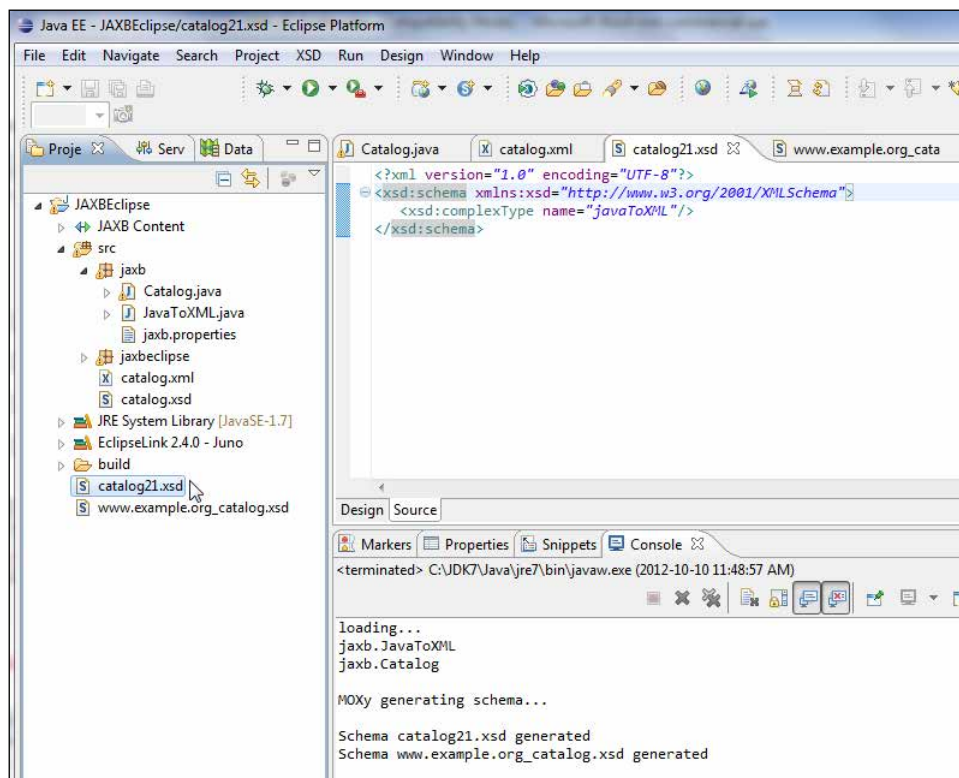 Java EE - JAXBEclipse/catalog21.xsd - Eclipse Platform
File Edit Navigate Search Project XSD Run Design Window Help
Proje Serv Data
JAXBEclipse
JAXB Content
src
jaxb
Catalog.java
JavaToXML.java
jaxb.properties
jaxbeclipse
catalog.xml
catalog.xsd
JRE System Library [JavaSE-1.7]
EclipseLink 2.4.0 - Juno
build
catalog21.xsd
www.example.org_catalog.xsd
Catalog.java catalog.xml catalog21.xsd www.example.org_cata
<?xml version="1.0" encoding="UTF-8"?>
<xsd:schema xmlns:xsd="http://www.w3.org/2001/XMLSchema">
<xsd:complexType name="javaToXML"/>
</xsd:schema>
Design Source
Markers Properties Snippets Console
<terminated> C:\JDK7\Java\jre7\bin\javaw.exe (2012-10-10 11:48:57 AM)
loading...
jaxb.JavaToXML
jaxb.Catalog
MOXy generating schema...
Schema catalog21.xsd generated
Schema www.example.org_catalog.xsd generated